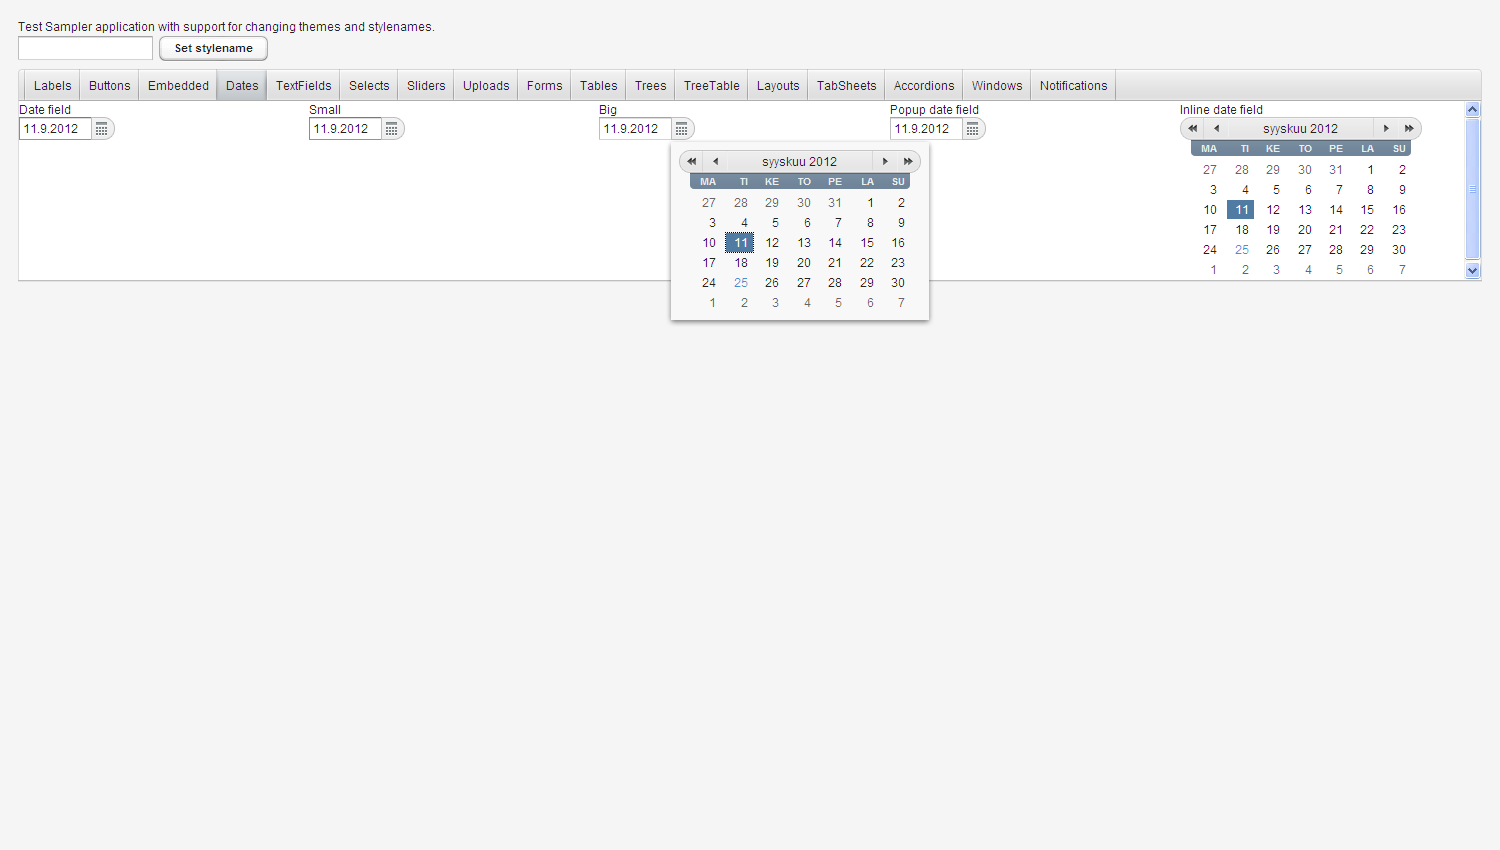 Test Sampler application with support for changing themes and stylenames.
Set stylename
Labels Buttons Embedded Dates TextFields Selects Sliders Uploads Forms Tables Trees TreeTable Layouts TabSheets Accordions Windows Notifications
Date field Small Big Popup date field Inline date field
11.9.2012 11.9.2012 11.9.2012 11.9.2012
syyskuu 2012
MA TI KE TO PE LA SU
27 28 29 30 31 1 2
3 4 5 6 7 8 9
10 11 12 13 14 15 16
17 18 19 20 21 22 23
24 25 26 27 28 29 30
1 2 3 4 5 6 7
syyskuu 2012
MA TI KE TO PE LA SU
27 28 29 30 31 1 2
3 4 5 6 7 8 9
10 11 12 13 14 15 16
17 18 19 20 21 22 23
24 25 26 27 28 29 30
1 2 3 4 5 6 7